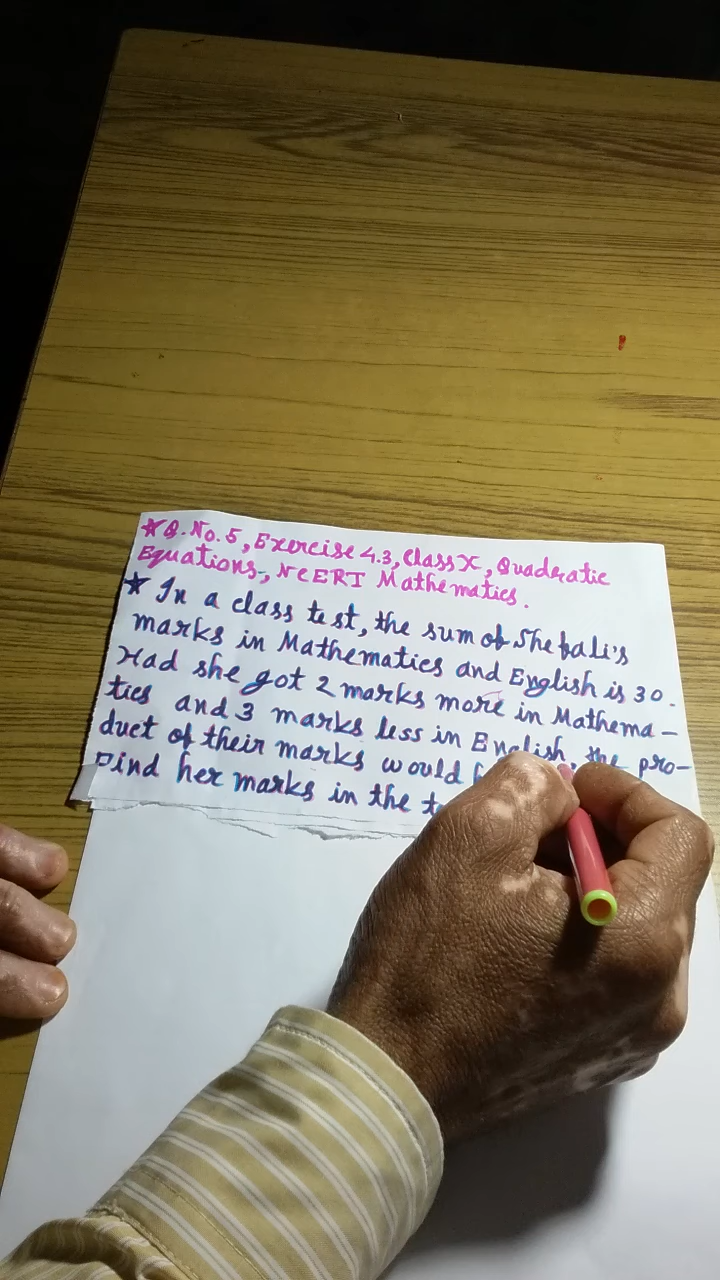 ★ Q. No. 5, Exercise 4.3, Class X, Quadratic
Equations, NCERT Mathematics.
★ In a class test, the sum of Shefali's
marks in Mathematics and English is 30.
Had she got 2 marks more in Mathema-
tics and 3 marks less in English, the pro-
duct of their marks would
Find her marks in the